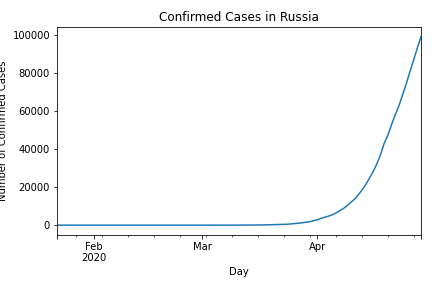 Confirmed Cases in Russia
100000
80000
60000
40000
20000
0
Number of Confirmed Cases
Feb
2020
Mar
Apr
Day